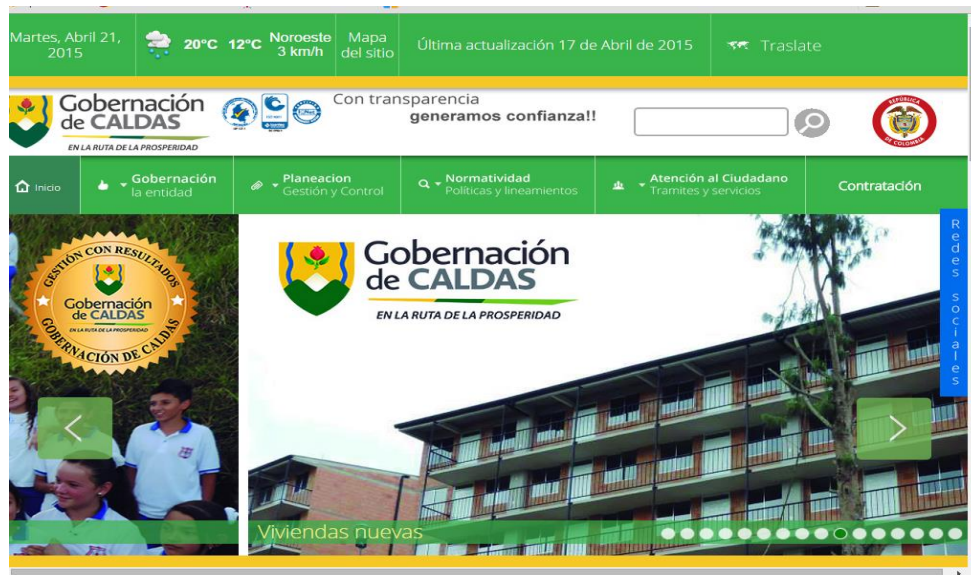 Martes, Abril 21,
2015
20°C 12°C
Noroeste
3 km/h
Mapa
del sitio
Última actualización 17 de Abril de 2015
Traslate
Gobernación
de CALDAS
EN LA RUTA DE LA PROSPERIDAD
Con transparencia
generamos confianza!!
REPÚBLICA
DE COLOMBIA
Inicio
Gobernación
la entidad
Planeacion
Gestión y Control
Normatividad
Políticas y lineamientos
Atención al Ciudadano
Tramites y servicios
Contratación
GESTIÓN CON RESULTADOS
Gobernación
de CALDAS
EN LA RUTA DE LA PROSPERIDAD
GOBERNACIÓN DE CALDAS
Gobernación
de CALDAS
EN LA RUTA DE LA PROSPERIDAD
Redes sociales
Viviendas nuevas